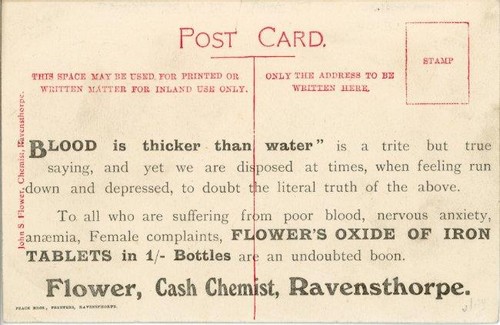 POST CARD.
THIS SPACE MAY BE USED, FOR PRINTED OR
WRITTEN MATTER FOR INLAND USE ONLY.
ONLY THE ADDRESS TO BE
WRITTEN HERE.
STAMP
John S. Flower, Chemist, Ravensthorpe.
BLOOD is thicker than water" is a trite but true
saying, and yet we are disposed at times, when feeling run
down and depressed, to doubt the literal truth of the above.
To all who are suffering from poor blood, nervous anxiety,
anæmia, Female complaints, FLOWER'S OXIDE OF IRON
TABLETS in 1/- Bottles are an undoubted boon.
Flower, Cash Chemist, Ravensthorpe.
PRINTERS, RAVENSTHORPE.